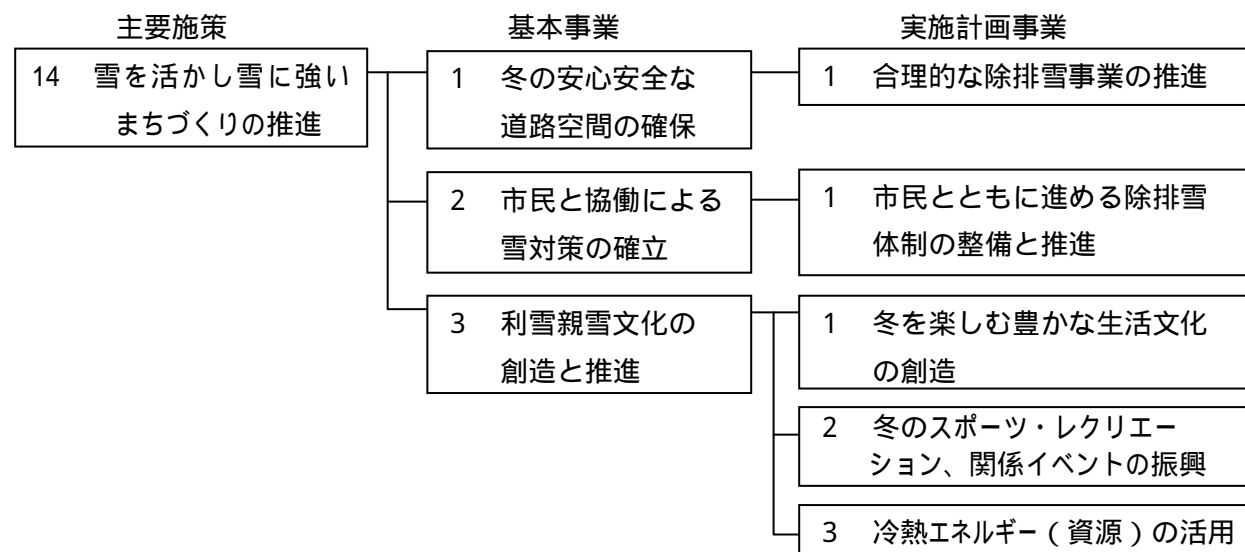 主要施策 基本事業 実施計画事業
14 雪を活かし雪に強い
まちづくりの推進
1 冬の安心安全な
道路空間の確保
1 合理的な除排雪事業の推進
2 市民と協働による
雪対策の確立
1 市民とともに進める除排雪
体制の整備と推進
3 利雪親雪文化の
創造と推進
1 冬を楽しむ豊かな生活文化
の創造
2 冬のスポーツ・レクリエー
ション、関係イベントの振興
3 冷熱エネルギー(資源)の活用